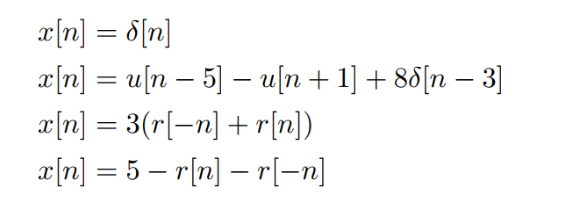 x[n] = δ[n]
x[n] = u[n − 5] − u[n + 1] + 8δ[n − 3]
x[n] = 3(r[−n] + r[n])
x[n] = 5 − r[n] − r[−n]